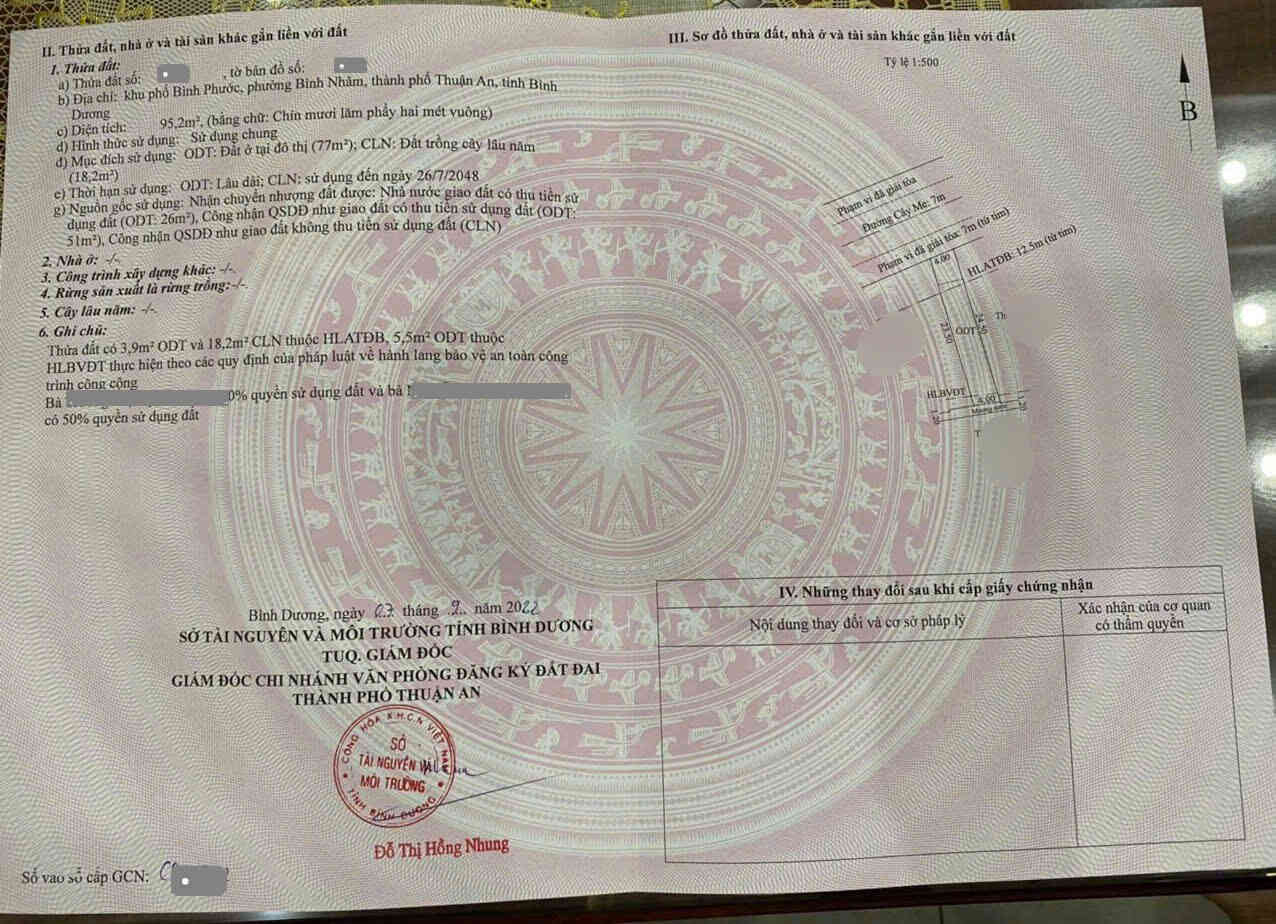 II. Thửa đất, nhà ở và tài sản khác gắn liền với đất
1. Thửa đất:
a) Thửa đất số: , tờ bản đồ số:
b) Địa chỉ: khu phố Bình Phước, phường Bình Nhâm, thành phố Thuận An, tỉnh Bình
Dương
c) Diện tích: 95,2m², (bằng chữ: Chín mươi lăm phẩy hai mét vuông)
d) Hình thức sử dụng: Sử dụng chung
đ) Mục đích sử dụng: ODT: Đất ở tại đô thị (77m²); CLN: Đất trồng cây lâu năm
(18,2m²)
e) Thời hạn sử dụng: ODT: Lâu dài; CLN: sử dụng đến ngày 26/7/2048
g) Nguồn gốc sử dụng: Nhận chuyển nhượng đất được: Nhà nước giao đất có thu tiền sử
dụng đất (ODT: 26m²), Công nhận QSDĐ như giao đất có thu tiền sử dụng đất (ODT:
51m²), Công nhận QSDĐ như giao đất không thu tiền sử dụng đất (CLN)
2. Nhà ở: -/-.
3. Công trình xây dựng khác: -/-.
4. Rừng sản xuất là rừng trồng: -/-.
5. Cây lâu năm: -/-.
6. Ghi chú:
Thửa đất có 3,9m² ODT và 18,2m² CLN thuộc HLATĐB, 5,5m² ODT thuộc
HLBVĐT thực hiện theo các quy định của pháp luật về hành lang bảo vệ an toàn công
trình công cộng
Bà 0% quyền sử dụng đất và bà
có 50% quyền sử dụng đất
Bình Dương, ngày 07 tháng 9 năm 2022
SỞ TÀI NGUYÊN VÀ MÔI TRƯỜNG TỈNH BÌNH DƯƠNG
TUQ. GIÁM ĐỐC
GIÁM ĐỐC CHI NHÁNH VĂN PHÒNG ĐĂNG KÝ ĐẤT ĐAI
THÀNH PHỐ THUẬN AN
CỘNG HÒA X.H.C.N VIỆT NAM
SỞ
TÀI NGUYÊN VÀ
MÔI TRƯỜNG
TỈNH BÌNH DƯƠNG
Đỗ Thị Hồng Nhung
Số vào sổ cấp GCN:
III. Sơ đồ thửa đất, nhà ở và tài sản khác gắn liền với đất
Tỷ lệ 1:500
B
Phạm vi đã giải tỏa
Đường Cây Me: 7m
Phạm vi đã giải tỏa: 7m (từ tim)
HLATĐB: 12.5m (từ tim)
4.00
23.50
ODT
HLBVĐT
4.00
Mương nước
IV. Những thay đổi sau khi cấp giấy chứng nhận
Nội dung thay đổi và cơ sở pháp lý
Xác nhận của cơ quan
có thẩm quyền